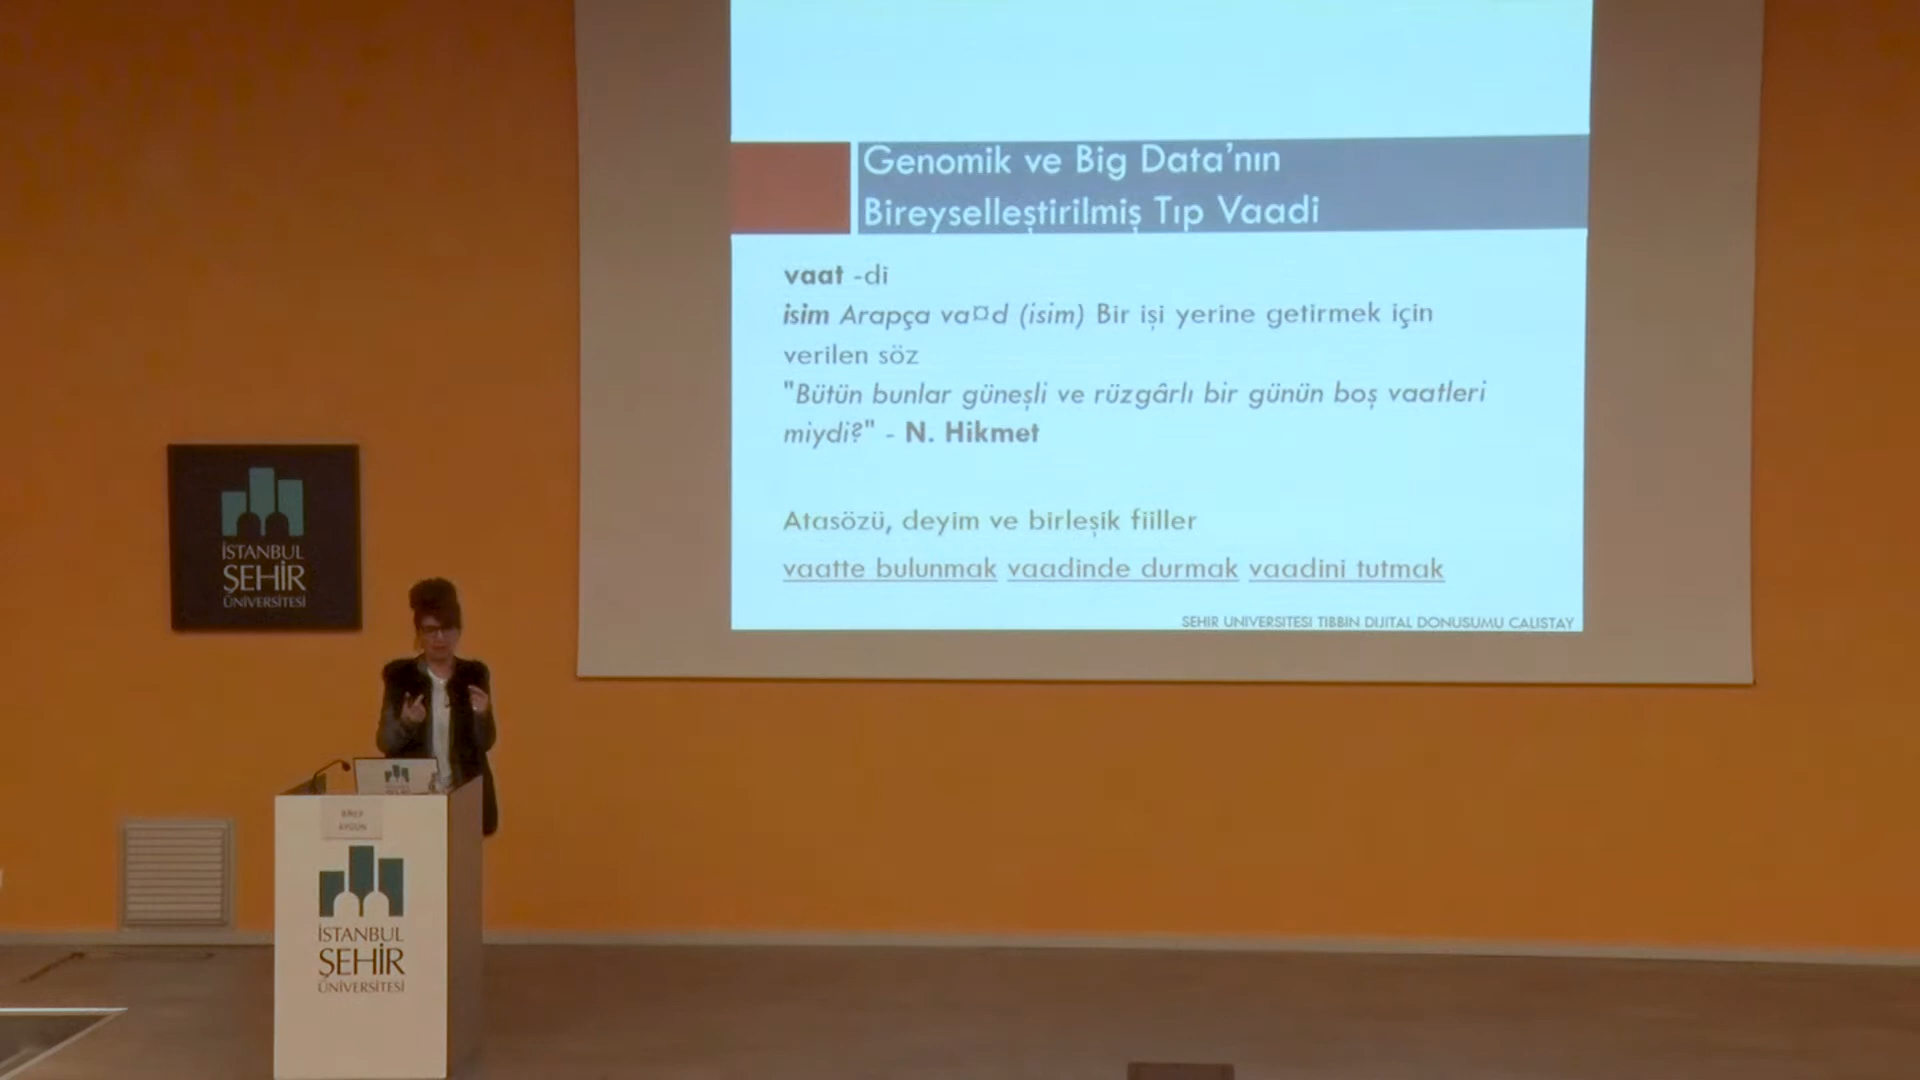 Genomik ve Big Data'nın
Bireyselleştirilmiş Tıp Vaadi
vaat -di
isim Arapça va¤d (isim) Bir işi yerine getirmek için
verilen söz
"Bütün bunlar güneşli ve rüzgârlı bir günün boş vaatleri
miydi?" - N. Hikmet
Atasözü, deyim ve birleşik fiiller
vaatte bulunmak vaadinde durmak vaadini tutmak
SEHIR UNIVERSITESI TIBBIN DIJITAL DONUSUMU CALISTAY
İSTANBUL
ŞEHİR
ÜNİVERSİTESİ
AYGÜN
İSTANBUL
ŞEHİR
ÜNİVERSİTESİ